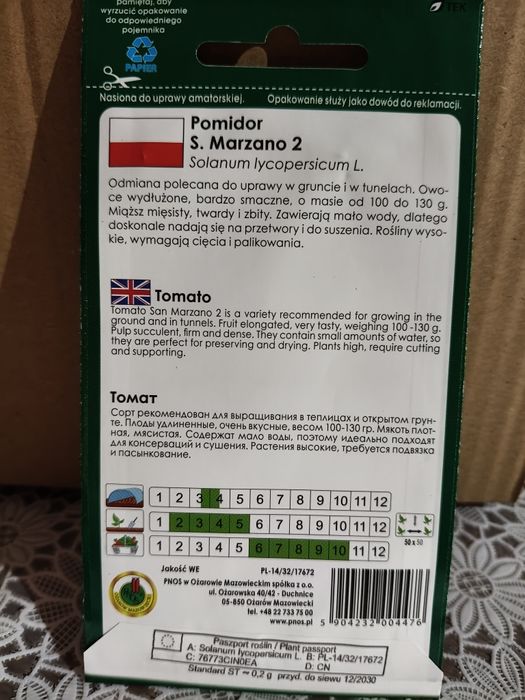 pamiętaj, aby
wyrzucić opakowanie
do odpowiedniego
pojemnika
TEK
PAPIER
Nasiona do uprawy amatorskiej. Opakowanie służy jako dowód do reklamacji.
Pomidor
S. Marzano 2
Solanum lycopersicum L.
Odmiana polecana do uprawy w gruncie i w tunelach. Owo-
ce wydłużone, bardzo smaczne, o masie od 100 do 130 g.
Miąższ mięsisty, twardy i zbity. Zawierają mało wody, dlatego
doskonale nadają się na przetwory i do suszenia. Rośliny wyso-
kie, wymagają cięcia i palikowania.
Tomato
Tomato San Marzano 2 is a variety recommended for growing in the
ground and in tunnels. Fruit elongated, very tasty, weighing 100 -130 g.
Pulp succulent, firm and dense. They contain small amounts of water, so
they are perfect for preserving and drying. Plants high, require cutting
and supporting.
Томат
Сорт рекомендован для выращивания в теплицах и открытом грун-
те. Плоды удлиненные, очень вкусные, весом 100-130 гр. Мякоть плот-
ная, мясистая. Содержат мало воды, поэтому идеально подходят
для консерваций и сушения. Растения высокие, требуется подвязка
и пасынкование.
1 2 3 4 5 6 7 8 9 10 11 12
1 2 3 4 5 6 7 8 9 10 11 12
1 2 3 4 5 6 7 8 9 10 11 12
50 x 50
Jakość WE PL-14/32/17672
PNOS w Ożarowie Mazowieckim spółka z o.o.
ul. Ożarowska 40/42 - Duchnice
05-850 Ożarów Mazowiecki
tel. +48 22 733 75 00
www.pnos.pl
5 904232 004476
OŻARÓW MAZOWIECKI
Paszport roślin / Plant passport
A: Solanum lycopersicum L. B: PL-14/32/17672
C: 76773CIN0EA D: CN
Standard ST ~ 0,2 g przyd. do siewu 12/2030